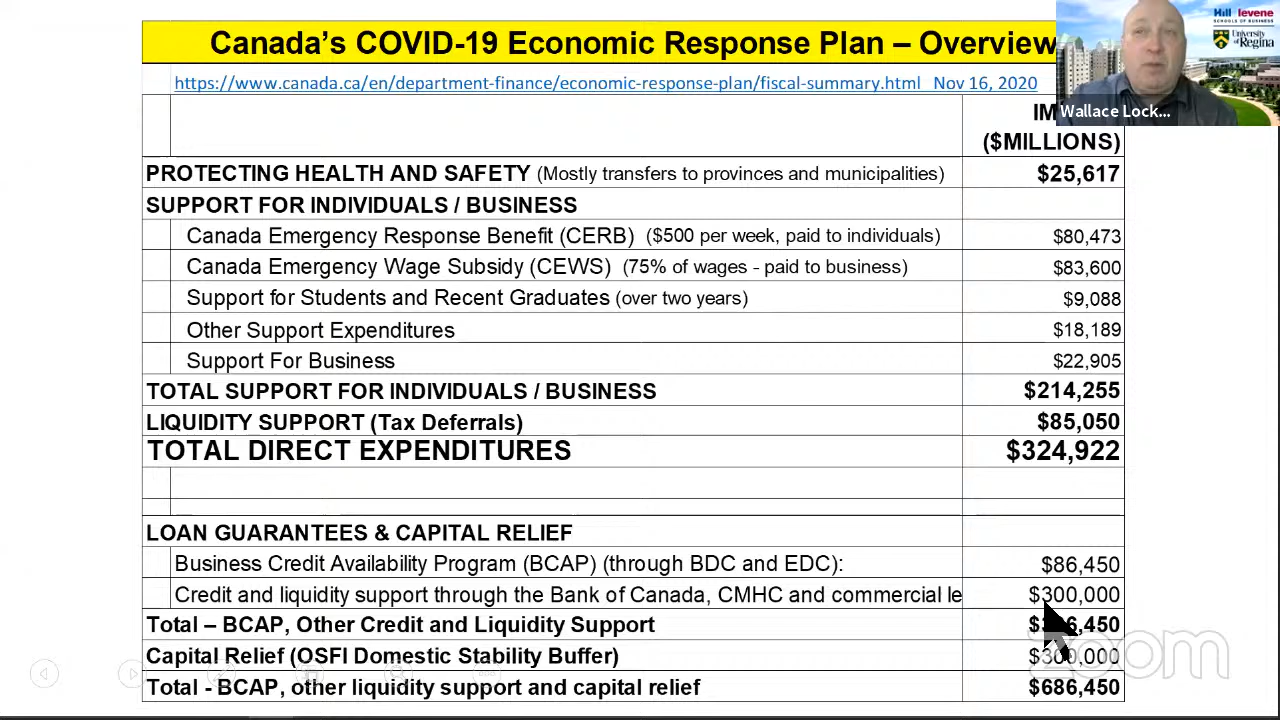 Canada's COVID-19 Economic Response Plan – Overview
Hill levene
SCHOOLS OF BUSINESS
University of Regina
https://www.canada.ca/en/department-finance/economic-response-plan/fiscal-summary.html Nov 16, 2020
Wallace Lock...
($MILLIONS)
PROTECTING HEALTH AND SAFETY (Mostly transfers to provinces and municipalities) $25,617
SUPPORT FOR INDIVIDUALS / BUSINESS
Canada Emergency Response Benefit (CERB) ($500 per week, paid to individuals) $80,473
Canada Emergency Wage Subsidy (CEWS) (75% of wages - paid to business) $83,600
Support for Students and Recent Graduates (over two years) $9,088
Other Support Expenditures $18,189
Support For Business $22,905
TOTAL SUPPORT FOR INDIVIDUALS / BUSINESS $214,255
LIQUIDITY SUPPORT (Tax Deferrals) $85,050
TOTAL DIRECT EXPENDITURES $324,922
LOAN GUARANTEES & CAPITAL RELIEF
Business Credit Availability Program (BCAP) (through BDC and EDC): $86,450
Credit and liquidity support through the Bank of Canada, CMHC and commercial le $300,000
Total – BCAP, Other Credit and Liquidity Support
Capital Relief (OSFI Domestic Stability Buffer) $300,000
zoom
Total - BCAP, other liquidity support and capital relief $686,450